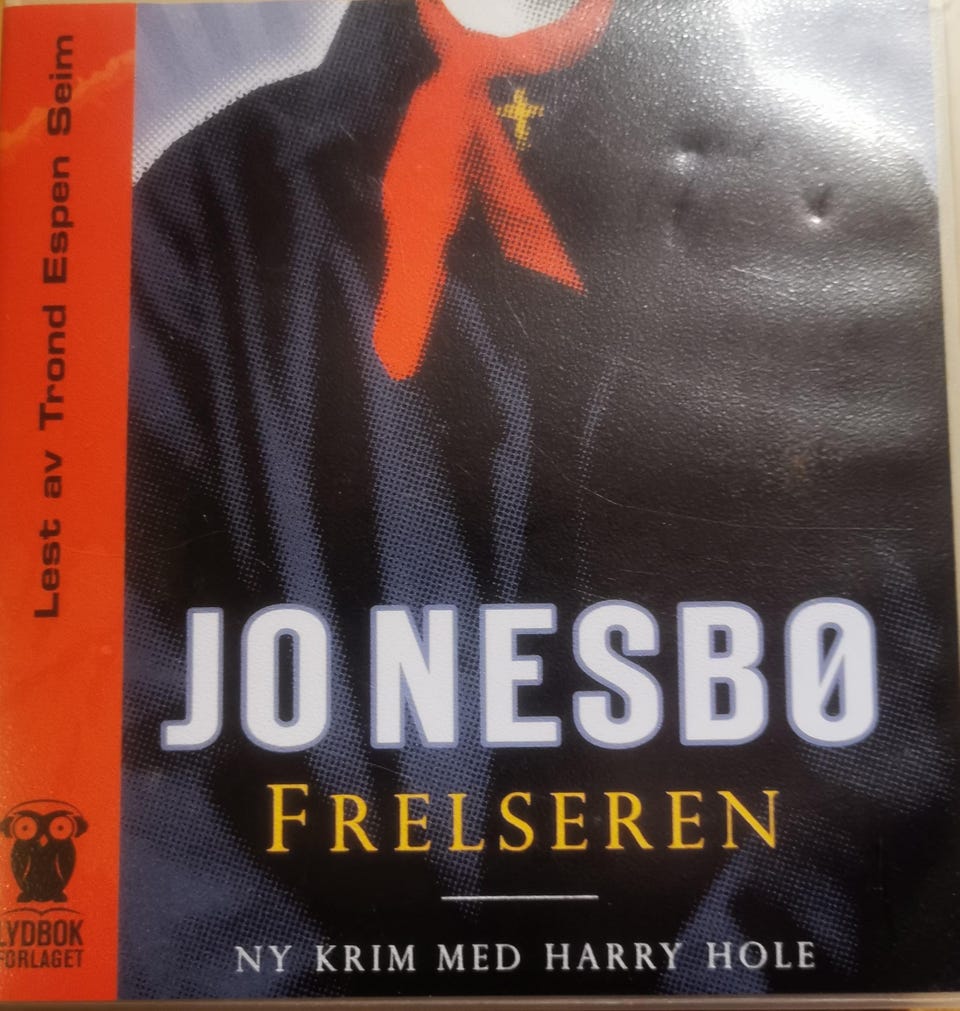 Lest av Trond Espen Seim
JO NESBØ
FRELSEREN
NY KRIM MED HARRY HOLE
LYDBOK
FORLAGET